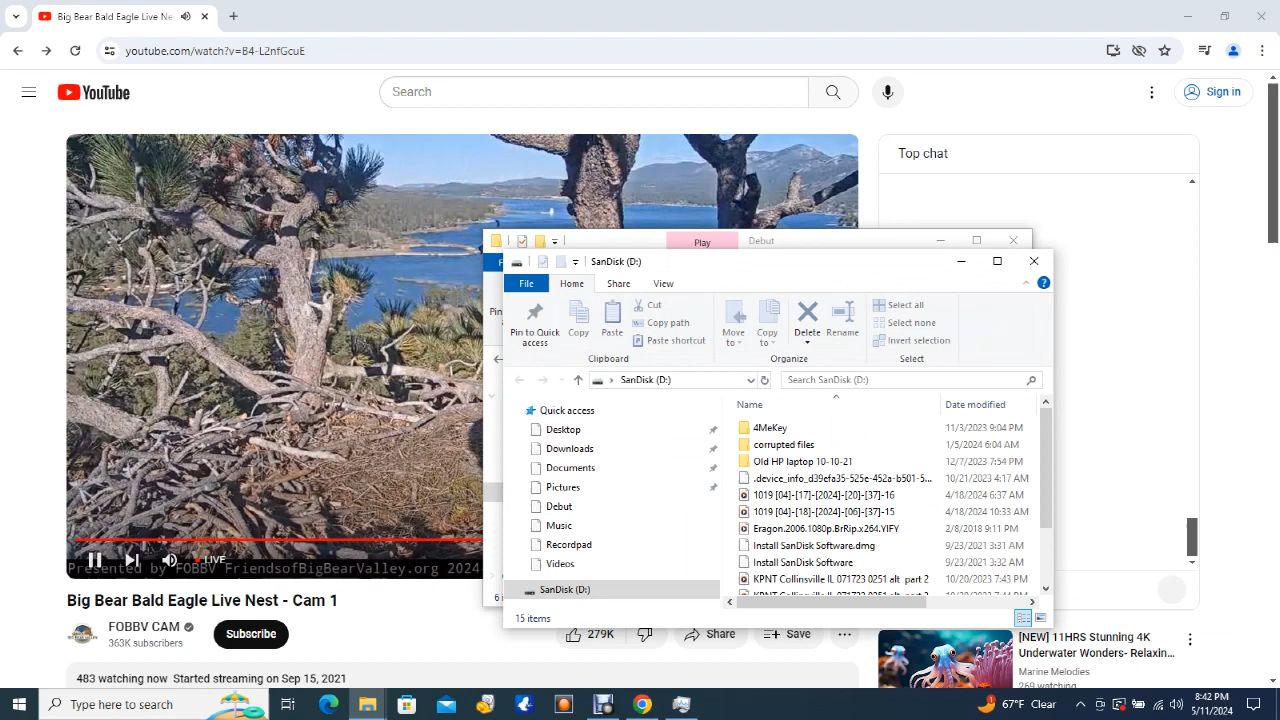 Big Bear Bald Eagle Live Ne
youtube.com/watch?v=B4-L2nfGcuE
YouTube
Search
Sign in
Top chat
Play
Debut
SanDisk (D:)
File
Home
Share
View
Pin to Quick access
Copy
Paste
Cut
Copy path
Paste shortcut
Clipboard
Move to
Copy to
Delete
Rename
Organize
Select all
Select none
Invert selection
Select
SanDisk (D:)
Search SanDisk (D:)
Quick access
Desktop
Downloads
Documents
Pictures
Debut
Music
Recordpad
Videos
SanDisk (D:)
Name
Date modified
4MeKey 11/3/2023 9:04 PM
corrupted files 1/5/2024 6:04 AM
Old HP laptop 10-10-21 12/7/2023 7:54 PM
.device_info_d39efa35-525e-452a-b501-5... 10/21/2023 4:17 AM
1019 [04]-[17]-[2024]-[20]-[37]-16 4/18/2024 6:37 AM
1019 [04]-[18]-[2024]-[06]-[37]-15 4/18/2024 10:33 AM
Eragon.2006.1080p.BrRip.x264.YIFY 2/8/2018 9:11 PM
Install SanDisk Software.dmg 9/23/2021 3:31 AM
Install SanDisk Software 9/23/2021 3:32 AM
KPNT Collinsville IL 071723 0251 alt part 2 10/20/2023 7:43 PM
15 items
LIVE
Presented by FOBBV FriendsofBigBearValley.org 2024
Big Bear Bald Eagle Live Nest - Cam 1
FOBBV CAM
363K subscribers
Subscribe
279K
Share
Save
483 watching now Started streaming on Sep 15, 2021
[NEW] 11HRS Stunning 4K
Underwater Wonders- Relaxin...
Marine Melodies
269 watching
Type here to search
67°F Clear
8:42 PM
5/11/2024